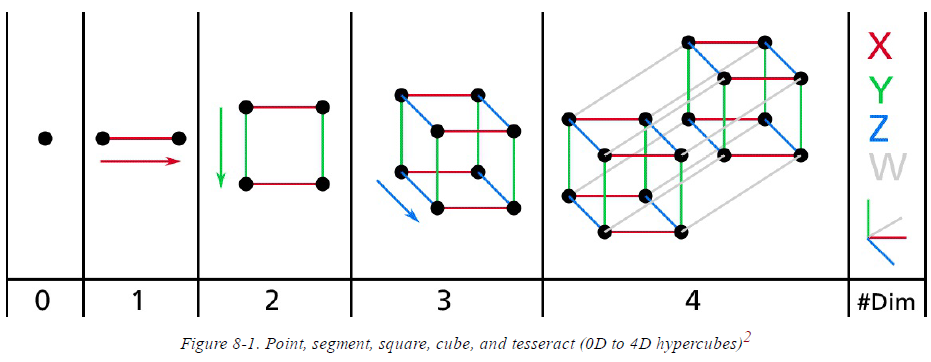 X
Y
Z
W
0 1 2 3 4 #Dim
Figure 8-1. Point, segment, square, cube, and tesseract (0D to 4D hypercubes)2